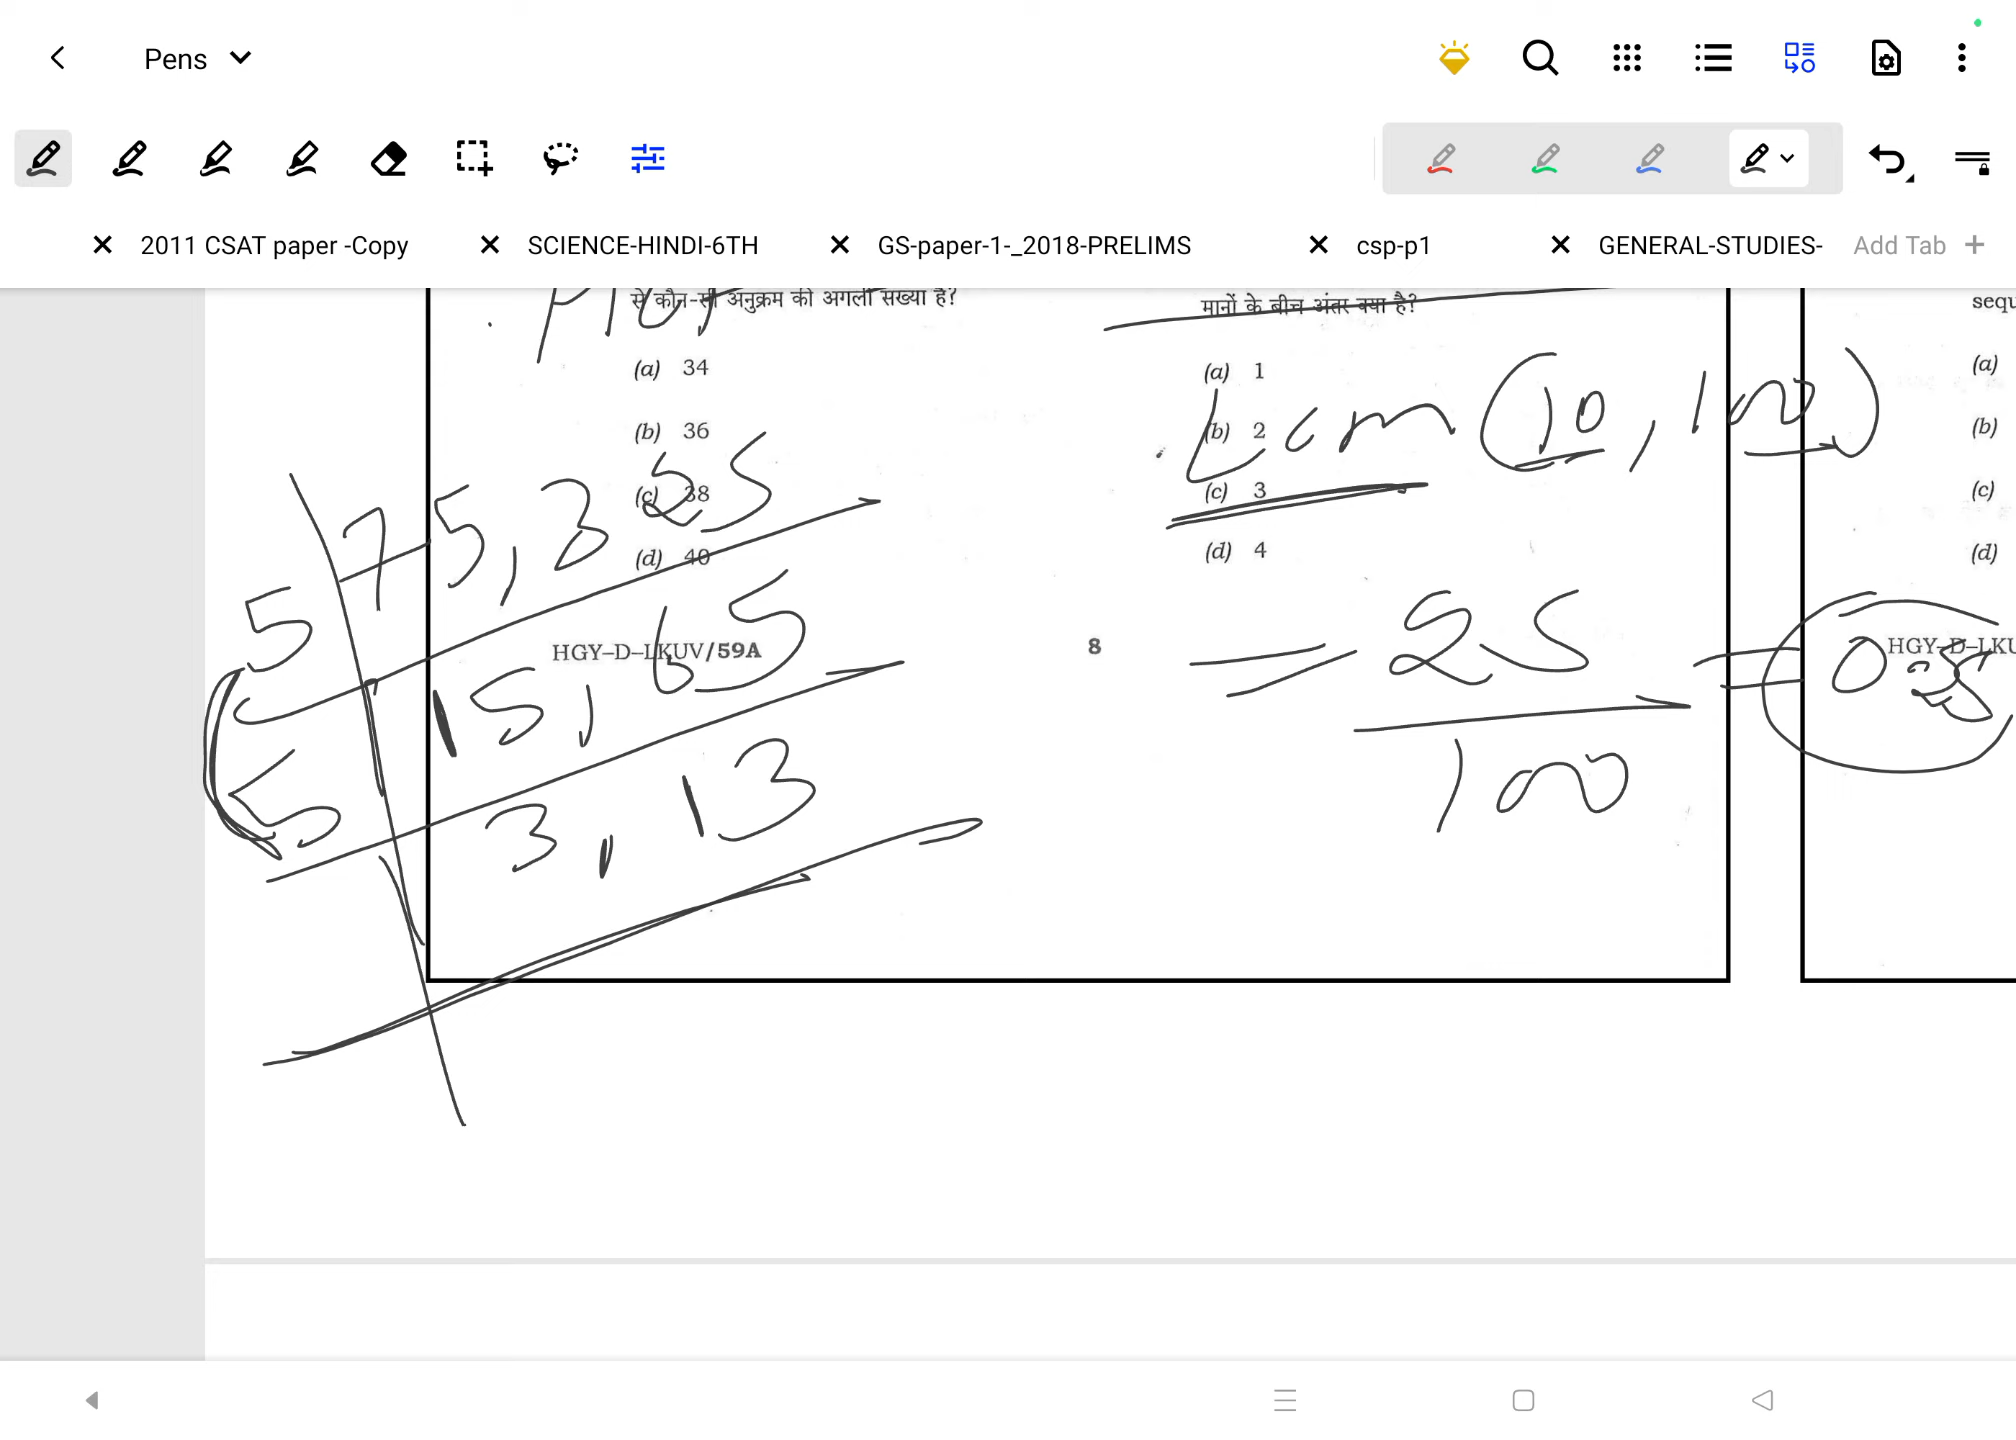 Pens
2011 CSAT paper -Copy
SCIENCE-HINDI-6TH
GS-paper-1-_2018-PRELIMS
csp-p1
GENERAL-STUDIES-
Add Tab +
से कौन-सी अनुक्रम की अगली संख्या है?
(a) 34
(b) 36
(c) 38
(d) 40
75, 325
5
15, 65
5
3, 13
HGY–D–LKUV/59A
8
मानों के बीच अंतर क्या है?
(a) 1
(b) 2
(c) 3
(d) 4
Lcm (10, 100)
= 25
100
=
HGY–D–LKU
sequ
(a)
(b)
(c)
(d)